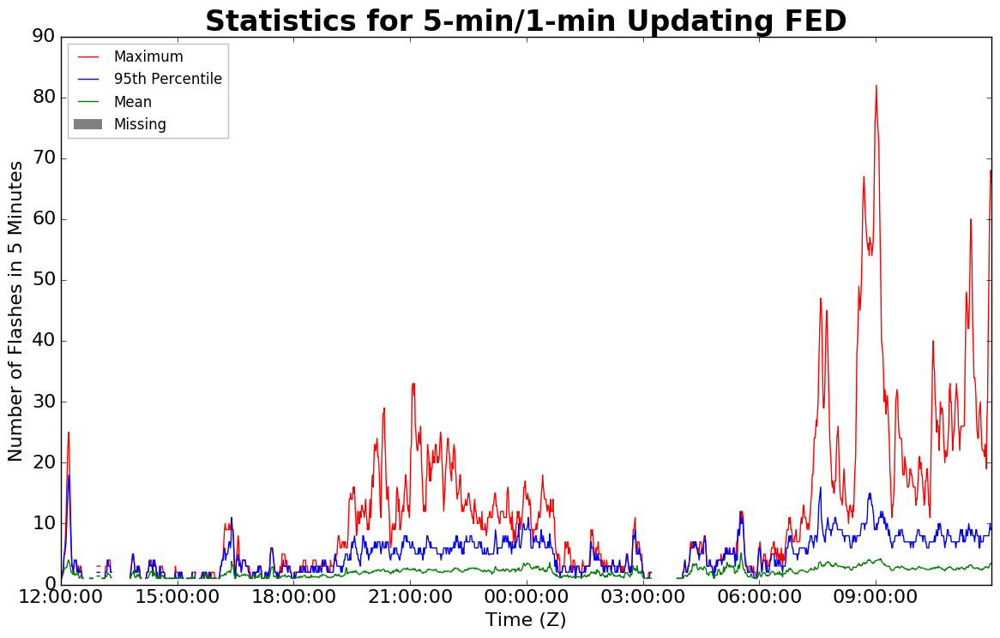 Statistics for 5-min/1-min Updating FED
90
80
70
60
50
40
30
20
10
0
Number of Flashes in 5 Minutes
Maximum
95th Percentile
Mean
Missing
12:00:00 15:00:00 18:00:00 21:00:00 00:00:00 03:00:00 06:00:00 09:00:00
Time (Z)